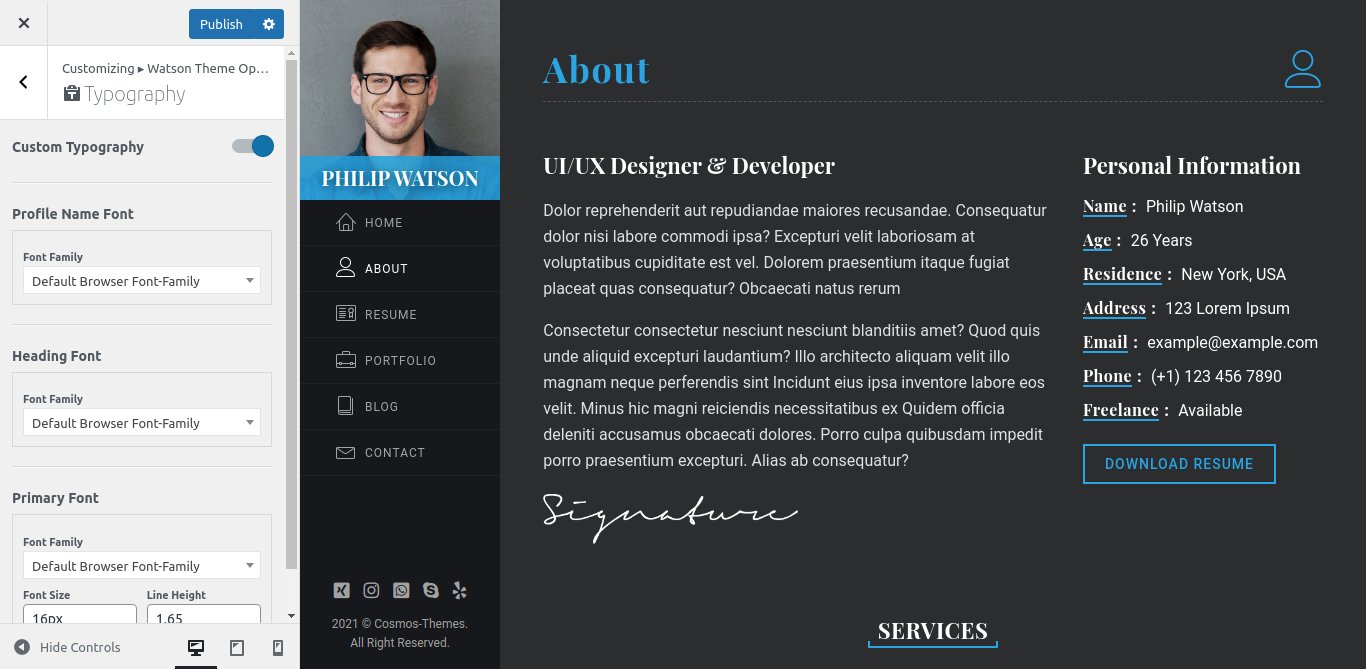 Publish
Customizing ▸ Watson Theme Op...
Typography
Custom Typography
Profile Name Font
Font Family
Default Browser Font-Family
Heading Font
Font Family
Default Browser Font-Family
Primary Font
Font Family
Default Browser Font-Family
Font Size Line Height
16px 1.65
Hide Controls
PHILIP WATSON
HOME
ABOUT
RESUME
PORTFOLIO
BLOG
CONTACT
2021 © Cosmos-Themes.
All Right Reserved.
About
UI/UX Designer & Developer
Dolor reprehenderit aut repudiandae maiores recusandae. Consequatur
dolor nisi labore commodi ipsa? Excepturi velit laboriosam at
voluptatibus cupiditate est vel. Dolorem praesentium itaque fugiat
placeat quas consequatur? Obcaecati natus rerum
Consectetur consectetur nesciunt nesciunt blanditiis amet? Quod quis
unde aliquid excepturi laudantium? Illo architecto aliquam velit illo
magnam neque perferendis sint Incidunt eius ipsa inventore labore eos
velit. Minus hic magni reiciendis necessitatibus ex Quidem officia
deleniti accusamus obcaecati dolores. Porro culpa quibusdam impedit
porro praesentium excepturi. Alias ab consequatur?
Signature
Personal Information
Name : Philip Watson
Age : 26 Years
Residence : New York, USA
Address : 123 Lorem Ipsum
Email : example@example.com
Phone : (+1) 123 456 7890
Freelance : Available
DOWNLOAD RESUME
SERVICES